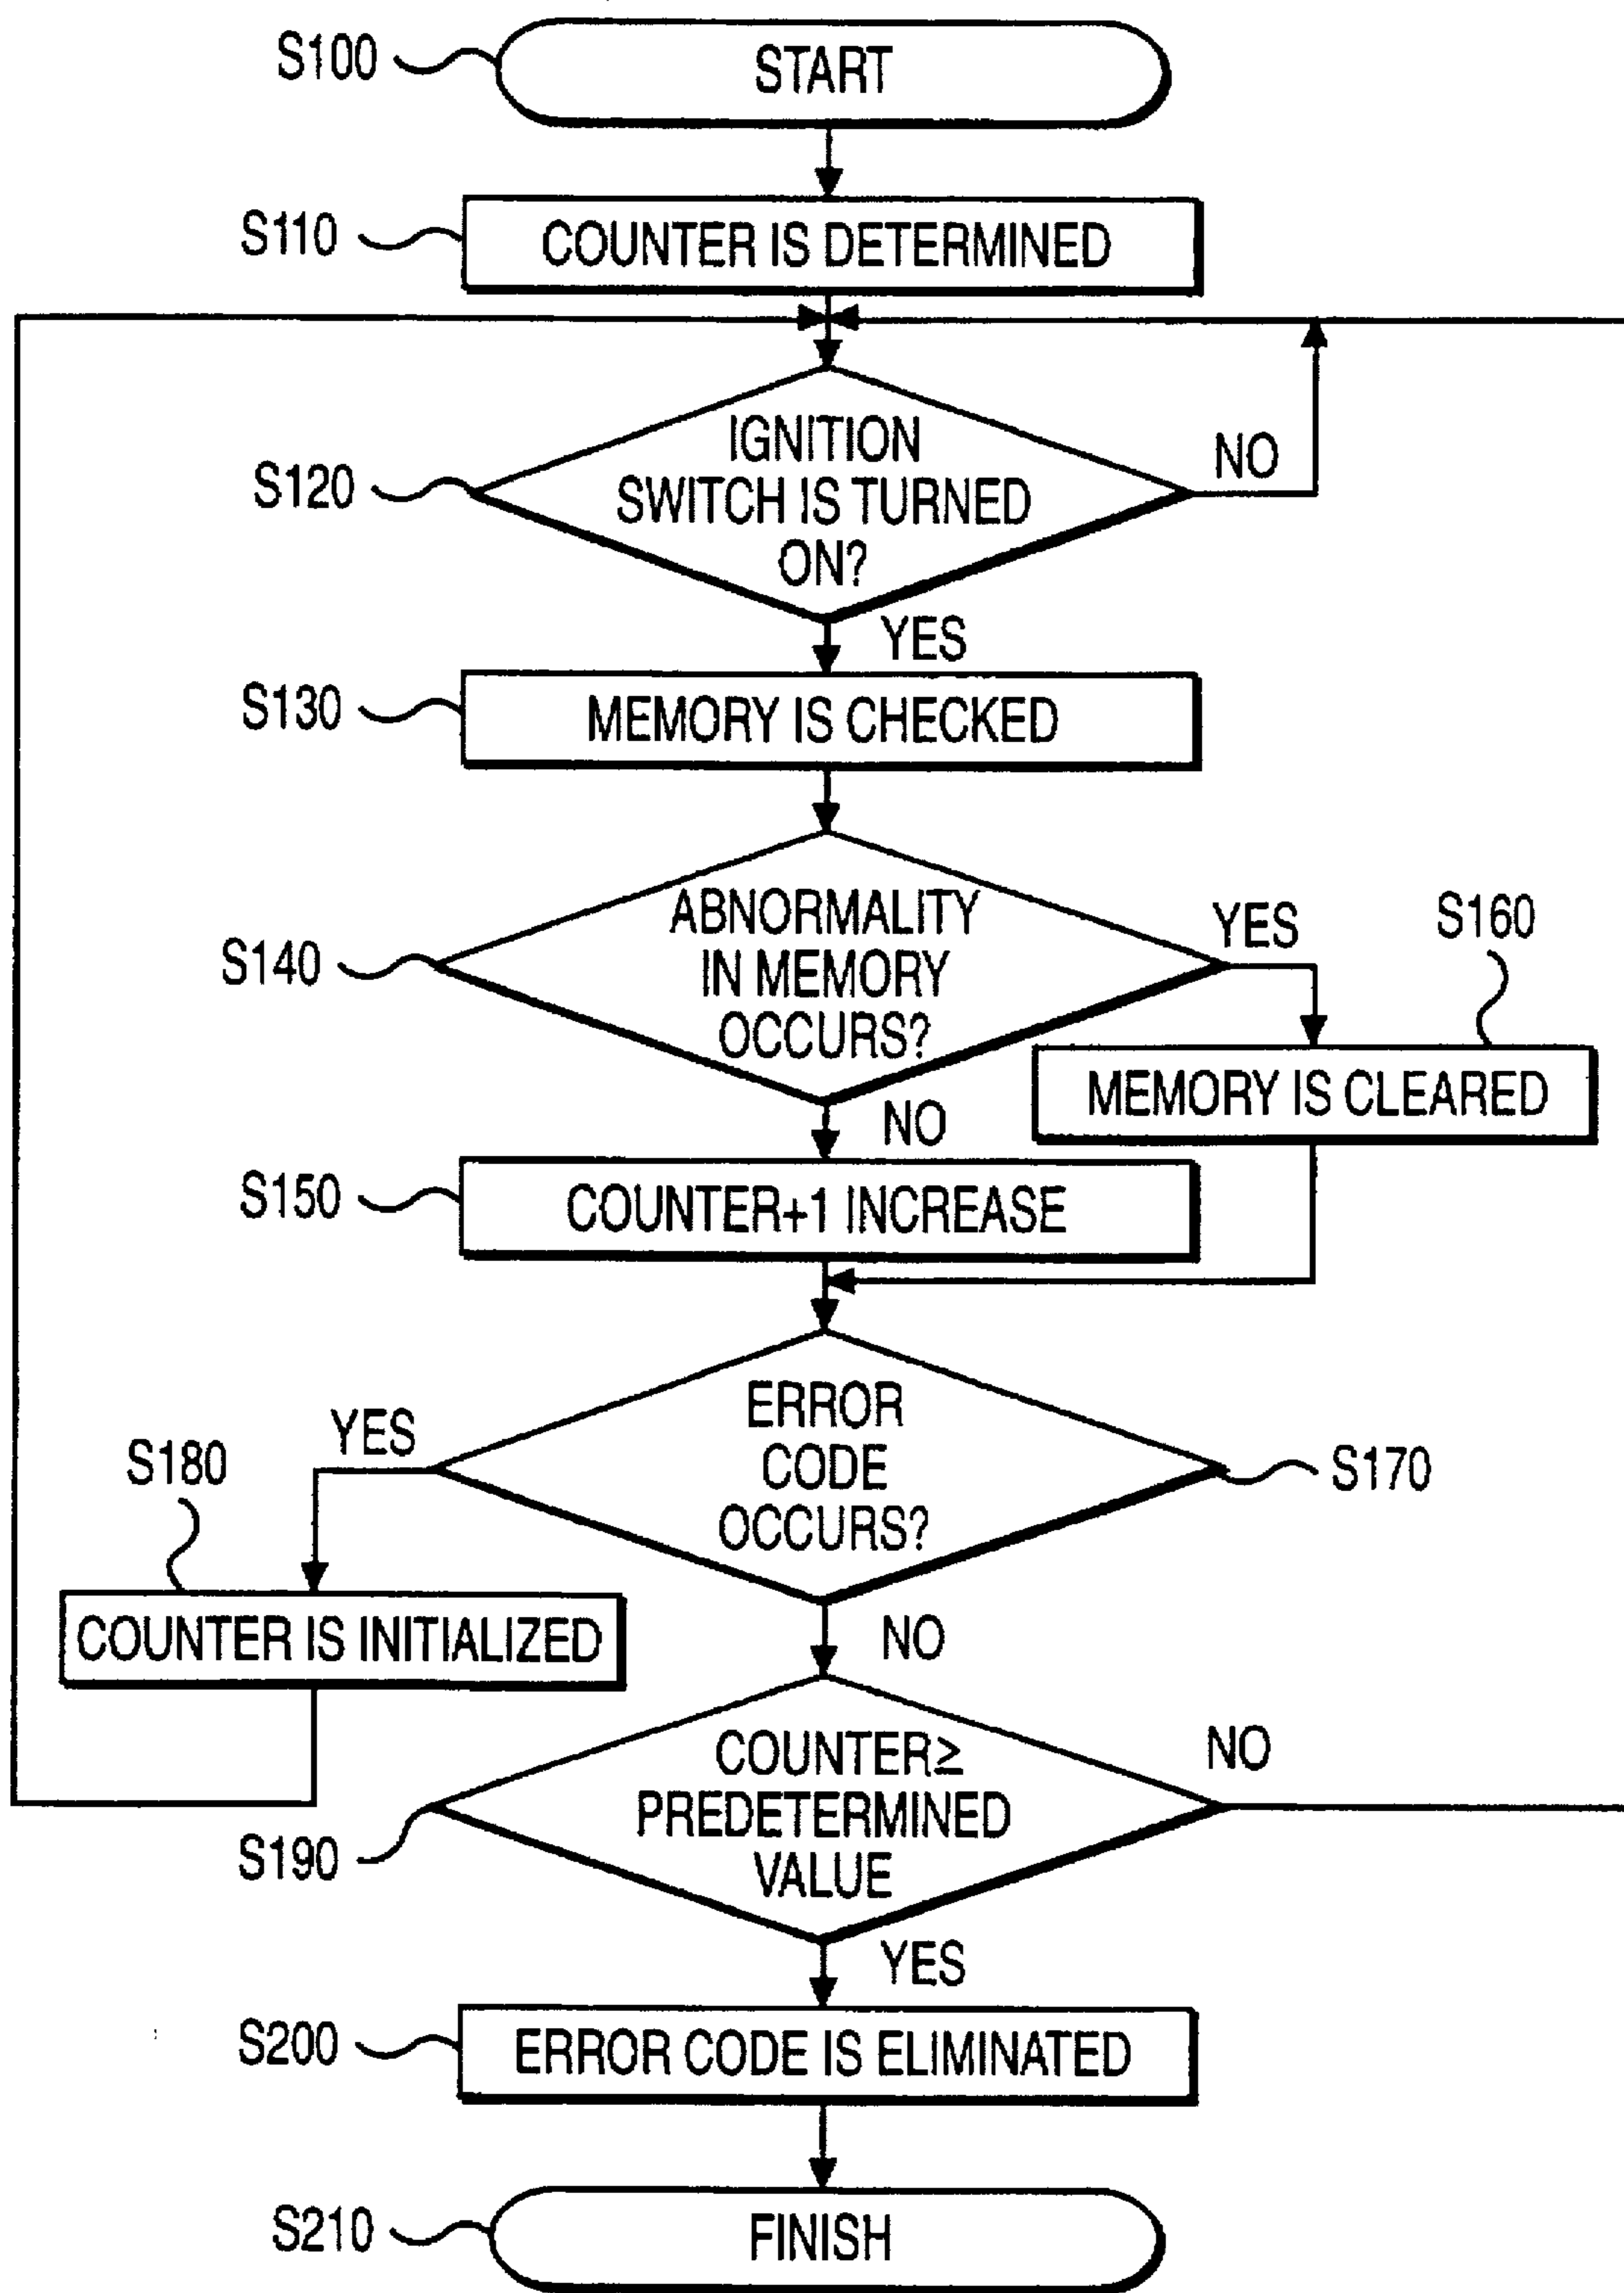 S100
START
S110
COUNTER IS DETERMINED
S120
IGNITION
SWITCH IS TURNED
ON?
NO
YES
S130
MEMORY IS CHECKED
S140
ABNORMALITY
IN MEMORY
OCCURS?
YES
S160
MEMORY IS CLEARED
NO
S150
COUNTER+1 INCREASE
ERROR
CODE
OCCURS?
S170
YES
S180
COUNTER IS INITIALIZED
NO
S190
COUNTER≥
PREDETERMINED
VALUE
NO
YES
S200
ERROR CODE IS ELIMINATED
S210
FINISH